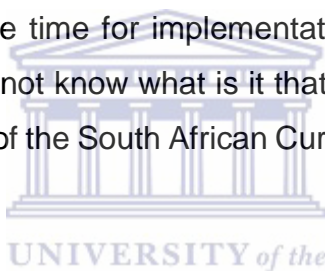 e time for implementat
not know what is it that
of the South African Cur
UNIVERSITY of the